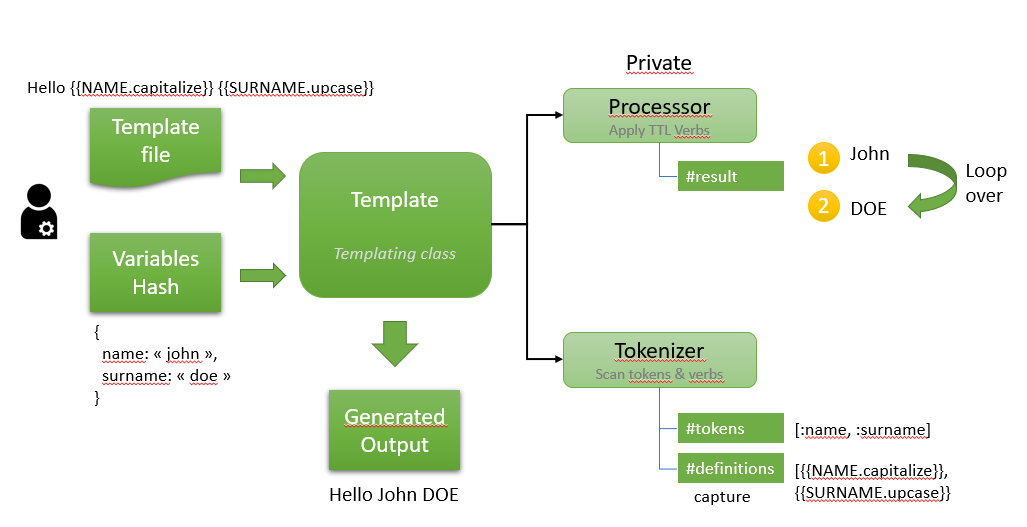 Hello {{NAME.capitalize}} {{SURNAME.upcase}}
Template
file
Variables
Hash
{
name: « john »,
surname: « doe »
}
Template
Templating class
Generated
Output
Hello John DOE
Private
Processsor
Apply TTL Verbs
#result
1
John
2
DOE
Loop
over
Tokenizer
Scan tokens & verbs
#tokens
[:name, :surname]
#definitions
capture
[{{NAME.capitalize}},
{{SURNAME.upcase}}